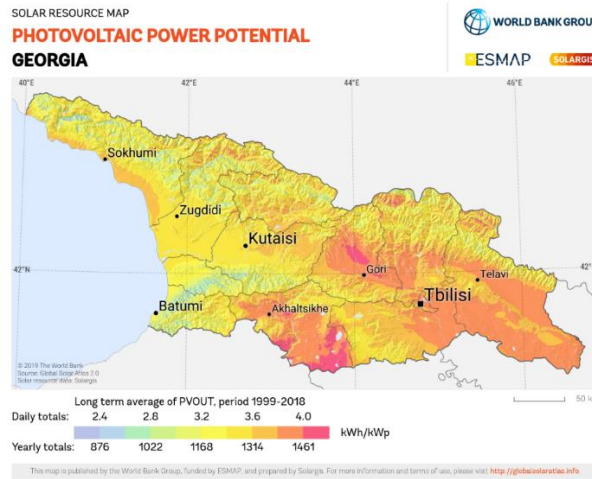 SOLAR RESOURCE MAP
PHOTOVOLTAIC POWER POTENTIAL
GEORGIA
WORLD BANK GROUP
ESMAP
SOLARGIS
40°E
42°E
44°E
46°E
Sokhumi
Zugdidi
Kutaisi
42°N
Gori
Telavi
42°
Tbilisi
Batumi
Akhaltsikhe
© 2019 The World Bank
Source: Global Solar Atlas 2.0
Solar resource data: Solargis
50 k
Long term average of PVOUT, period 1999-2018
Daily totals: 2.4 2.8 3.2 3.6 4.0
kWh/kWp
Yearly totals: 876 1022 1168 1314 1461
This map is published by the World Bank Group, funded by ESMAP, and prepared by Solargis. For more information and terms of use, please visit http://globalsolaratlas.info